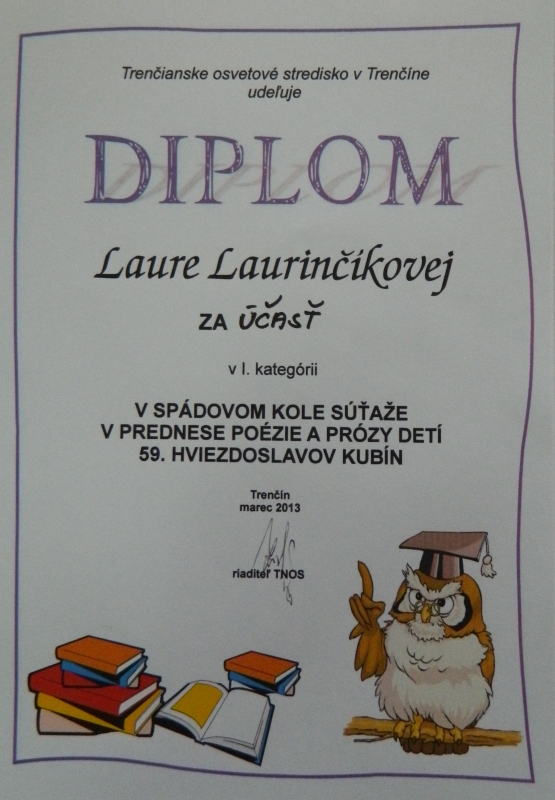 Trenčianske osvetové stredisko v Trenčíne
udeľuje
DIPLOM
Laure Laurinčíkovej
ZA ÚČASŤ
v I. kategórii
V SPÁDOVOM KOLE SÚŤAŽE
V PREDNESE POÉZIE A PRÓZY DETÍ
59. HVIEZDOSLAVOV KUBÍN
Trenčín
marec 2013
riaditeľ TNOS